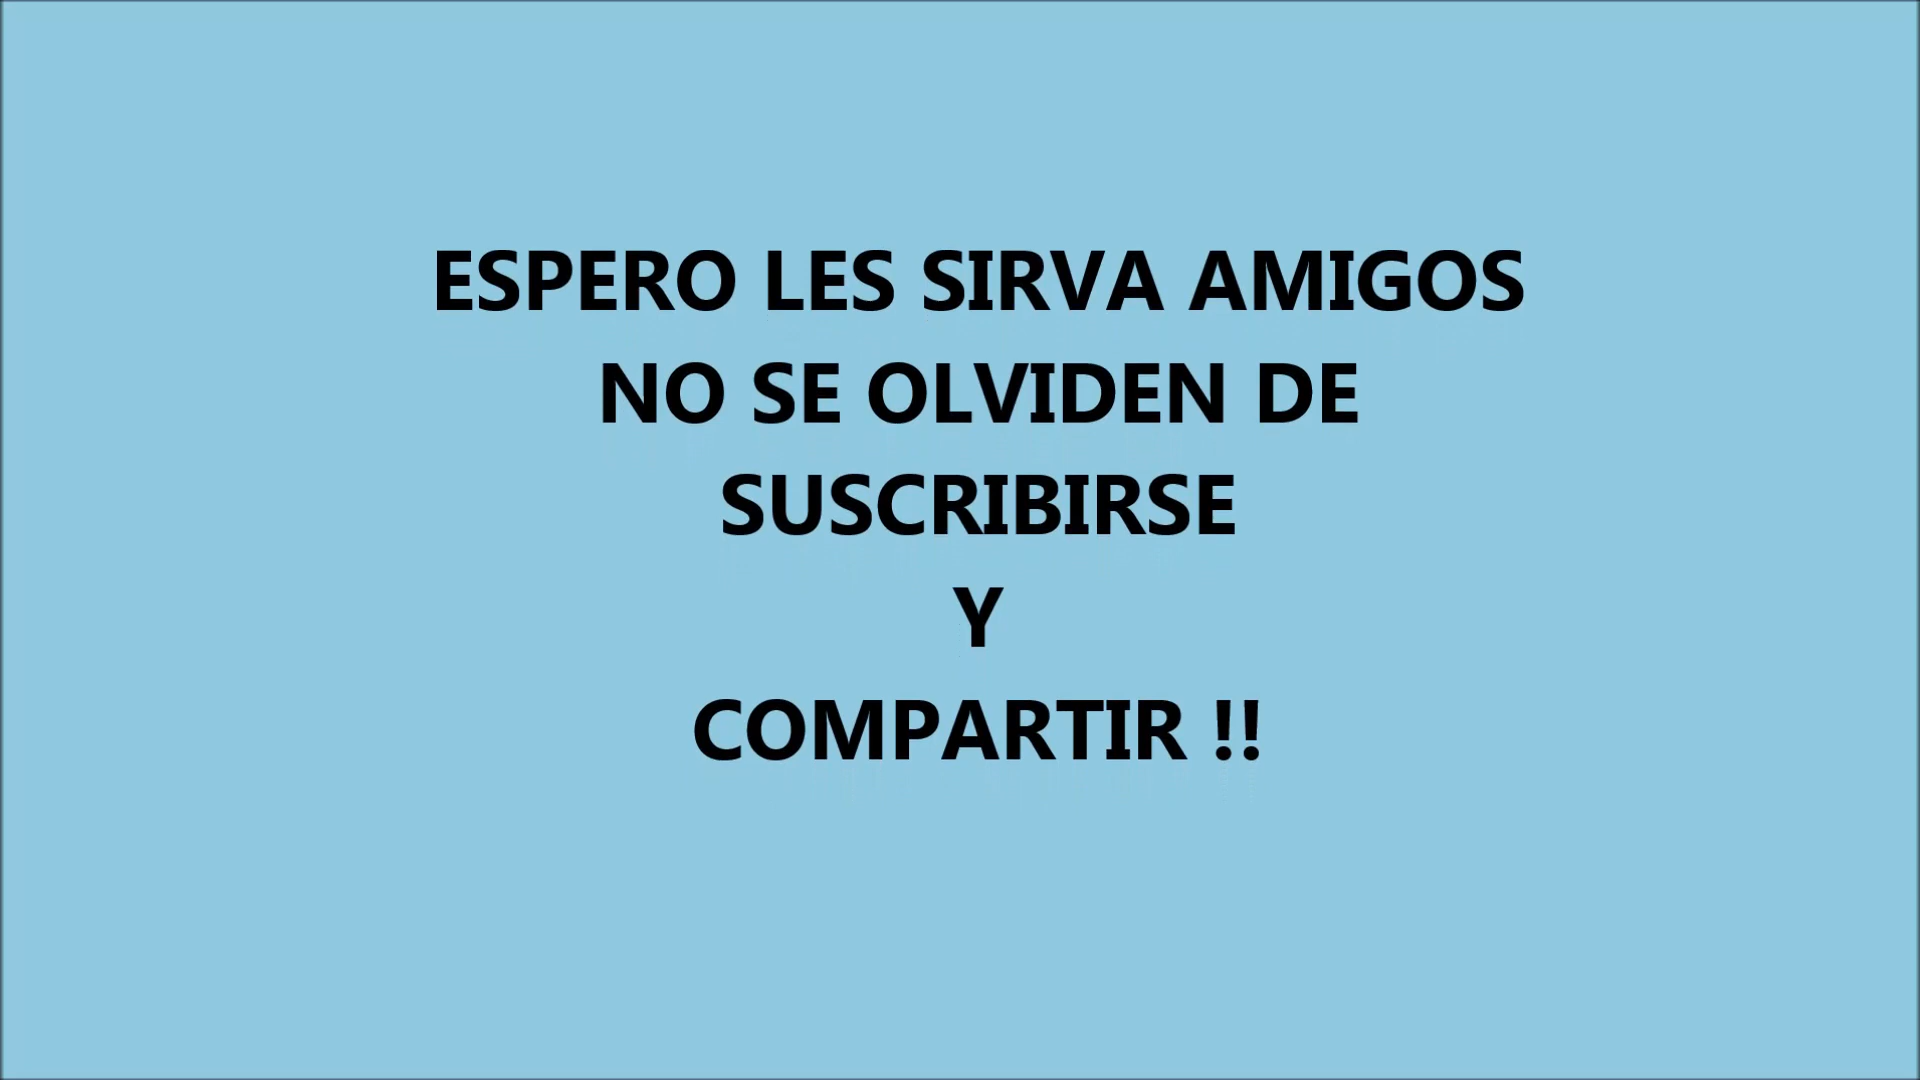 ESPERO LES SIRVA AMIGOS
NO SE OLVIDEN DE
SUSCRIBIRSE
Y
COMPARTIR !!